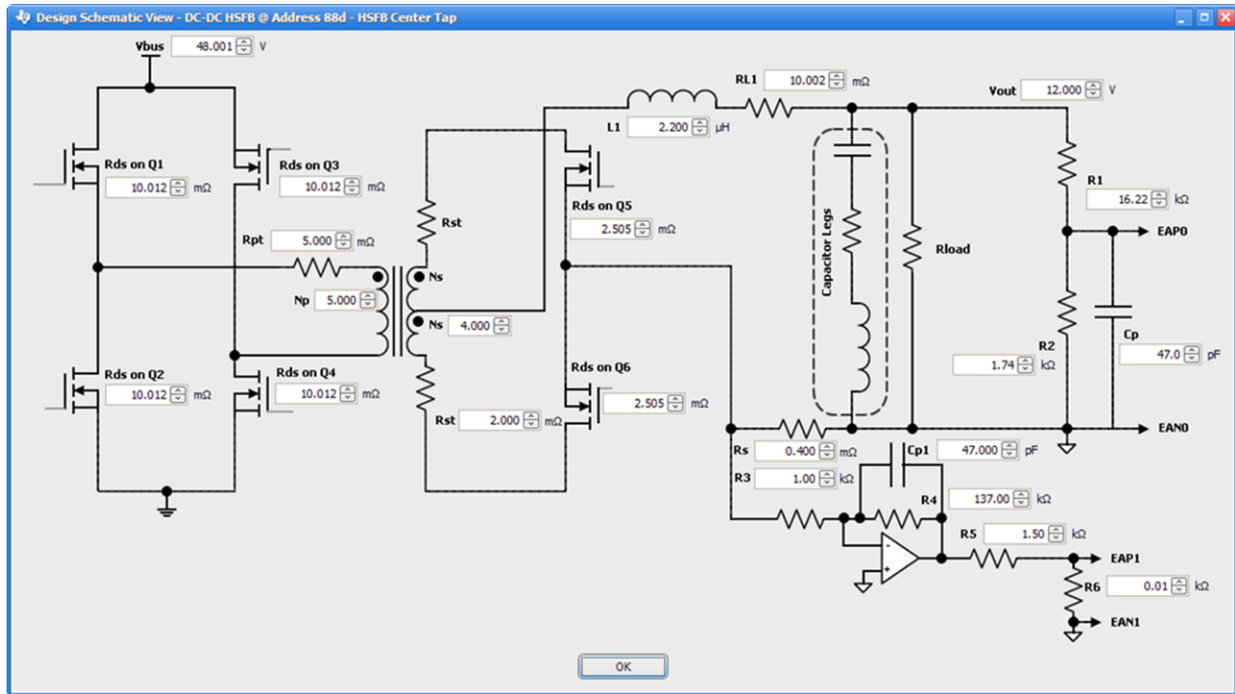 Design Schematic View - DC-DC HSFB @ Address 88d - HSFB Center Tap
Vbus 48.001 V
RL1 10.002 mΩ
Vout 12.000 V
L1 2.200 µH
Rds on Q1 10.012 mΩ
Rds on Q3 10.012 mΩ
Rds on Q5 2.505 mΩ
R1 16.22 kΩ
Rpt 5.000 mΩ
Rst
EAP0
Capacitor Legs
Rload
Ns
Np 5.000
Ns 4.000
R2 1.74 kΩ
Cp 47.0 pF
Rds on Q2 10.012 mΩ
Rds on Q4 10.012 mΩ
Rds on Q6 2.505 mΩ
Rst 2.000 mΩ
EAN0
Rs 0.400 mΩ
Cp1 47.000 pF
R3 1.00 kΩ
R4 137.00 kΩ
-
+
R5 1.50 kΩ
EAP1
R6 0.01 kΩ
EAN1
OK